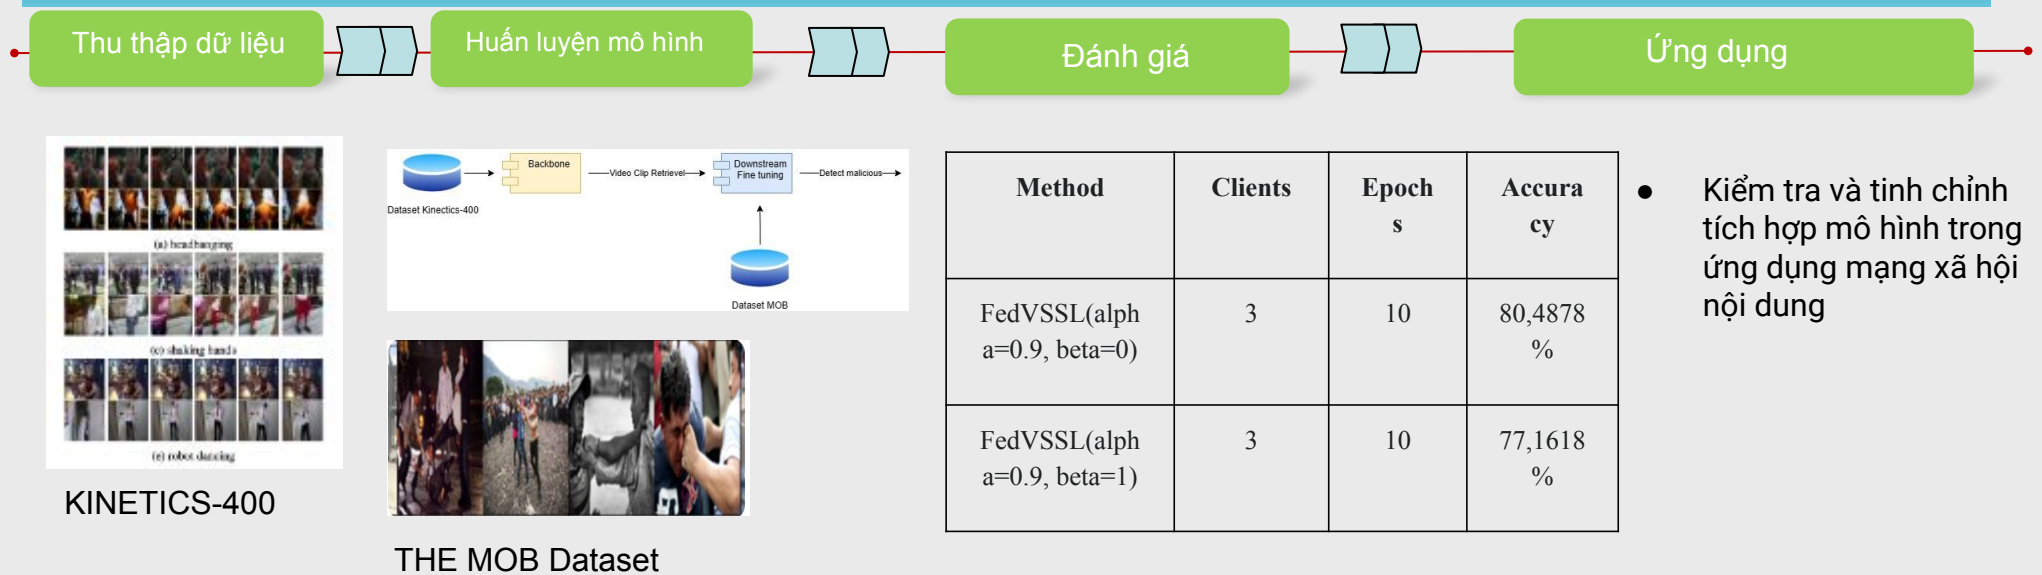 Thu thập dữ liệu
Huấn luyện mô hình
Đánh giá
Ứng dụng
(a) headbanging
(c) shaking hands
(e) robot dancing
KINETICS-400
Dataset Kinectics-400
Backbone
Video Clip Retrievel
Downstream
Fine tuning
Detect malicious
Dataset MOB
THE MOB Dataset
Method Clients Epoch Accura
s cy
FedVSSL(alph 3 10 80,4878
a=0.9, beta=0) %
FedVSSL(alph 3 10 77,1618
a=0.9, beta=1) %
● Kiểm tra và tinh chỉnh
tích hợp mô hình trong
ứng dụng mạng xã hội
nội dung